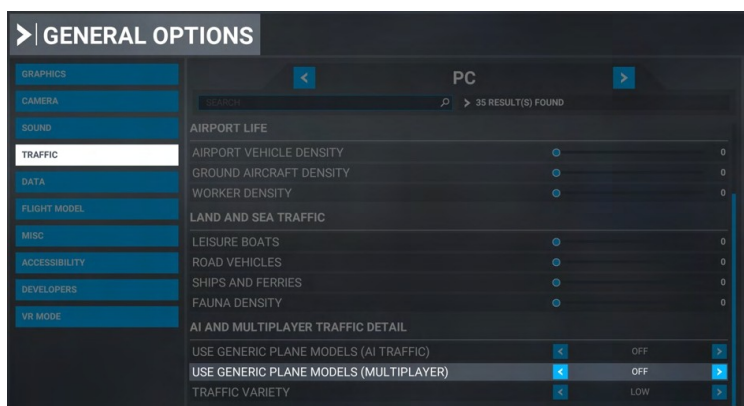 > GENERAL OPTIONS
GRAPHICS
CAMERA
SOUND
TRAFFIC
DATA
FLIGHT MODEL
MISC
ACCESSIBILITY
DEVELOPERS
VR MODE
< PC >
SEARCH > 35 RESULT(S) FOUND
AIRPORT LIFE
AIRPORT VEHICLE DENSITY 0
GROUND AIRCRAFT DENSITY 0
WORKER DENSITY 0
LAND AND SEA TRAFFIC
LEISURE BOATS 0
ROAD VEHICLES 0
SHIPS AND FERRIES 0
FAUNA DENSITY 0
AI AND MULTIPLAYER TRAFFIC DETAIL
USE GENERIC PLANE MODELS (AI TRAFFIC) < OFF >
USE GENERIC PLANE MODELS (MULTIPLAYER) < OFF >
TRAFFIC VARIETY < LOW >